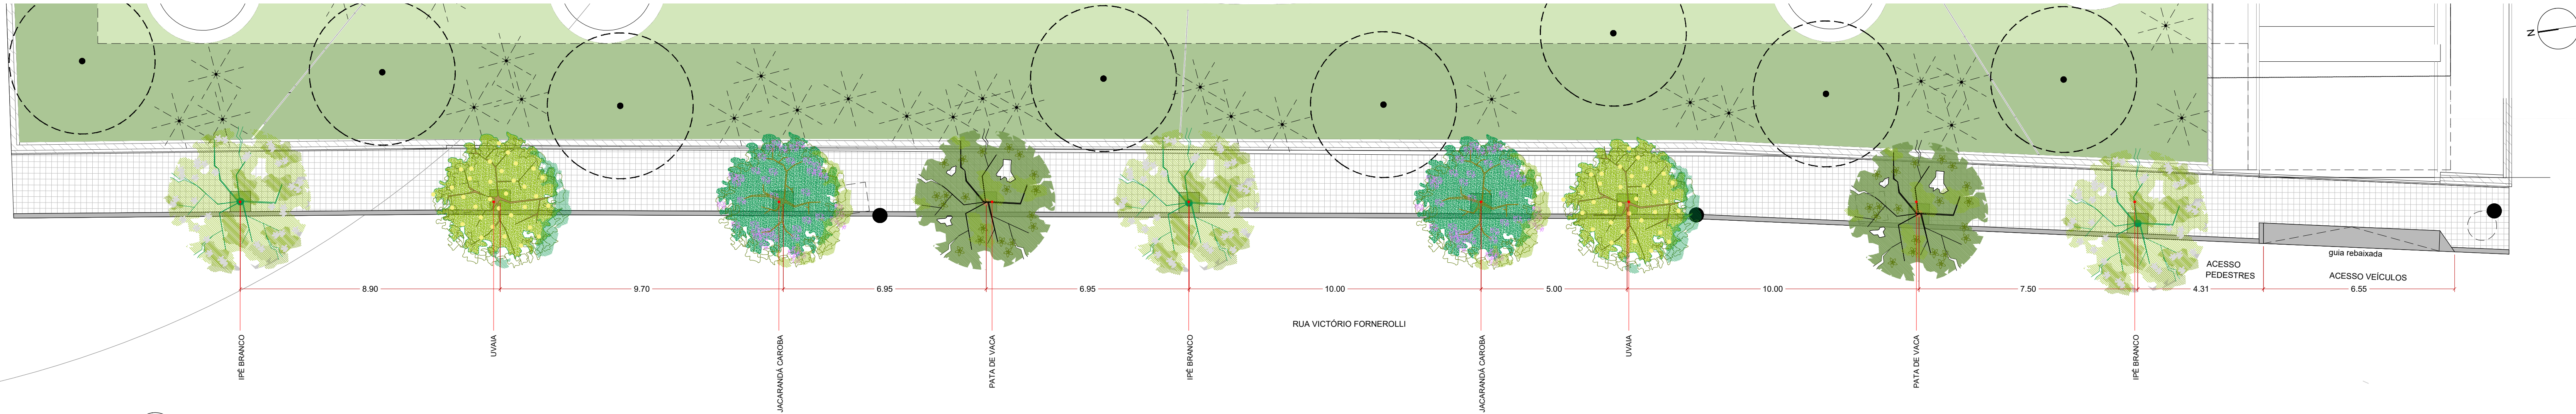 N
guia rebaixada
ACESSO
PEDESTRES
ACESSO VEÍCULOS
8.90
9.70
6.95
6.95
10.00
5.00
10.00
7.50
4.31
6.55
RUA VICTÓRIO FORNEROLLI
IPÊ BRANCO
UVAIA
JACARANDÁ CAROBA
PATA DE VACA
IPÊ BRANCO
JACARANDÁ CAROBA
UVAIA
PATA DE VACA
IPÊ BRANCO